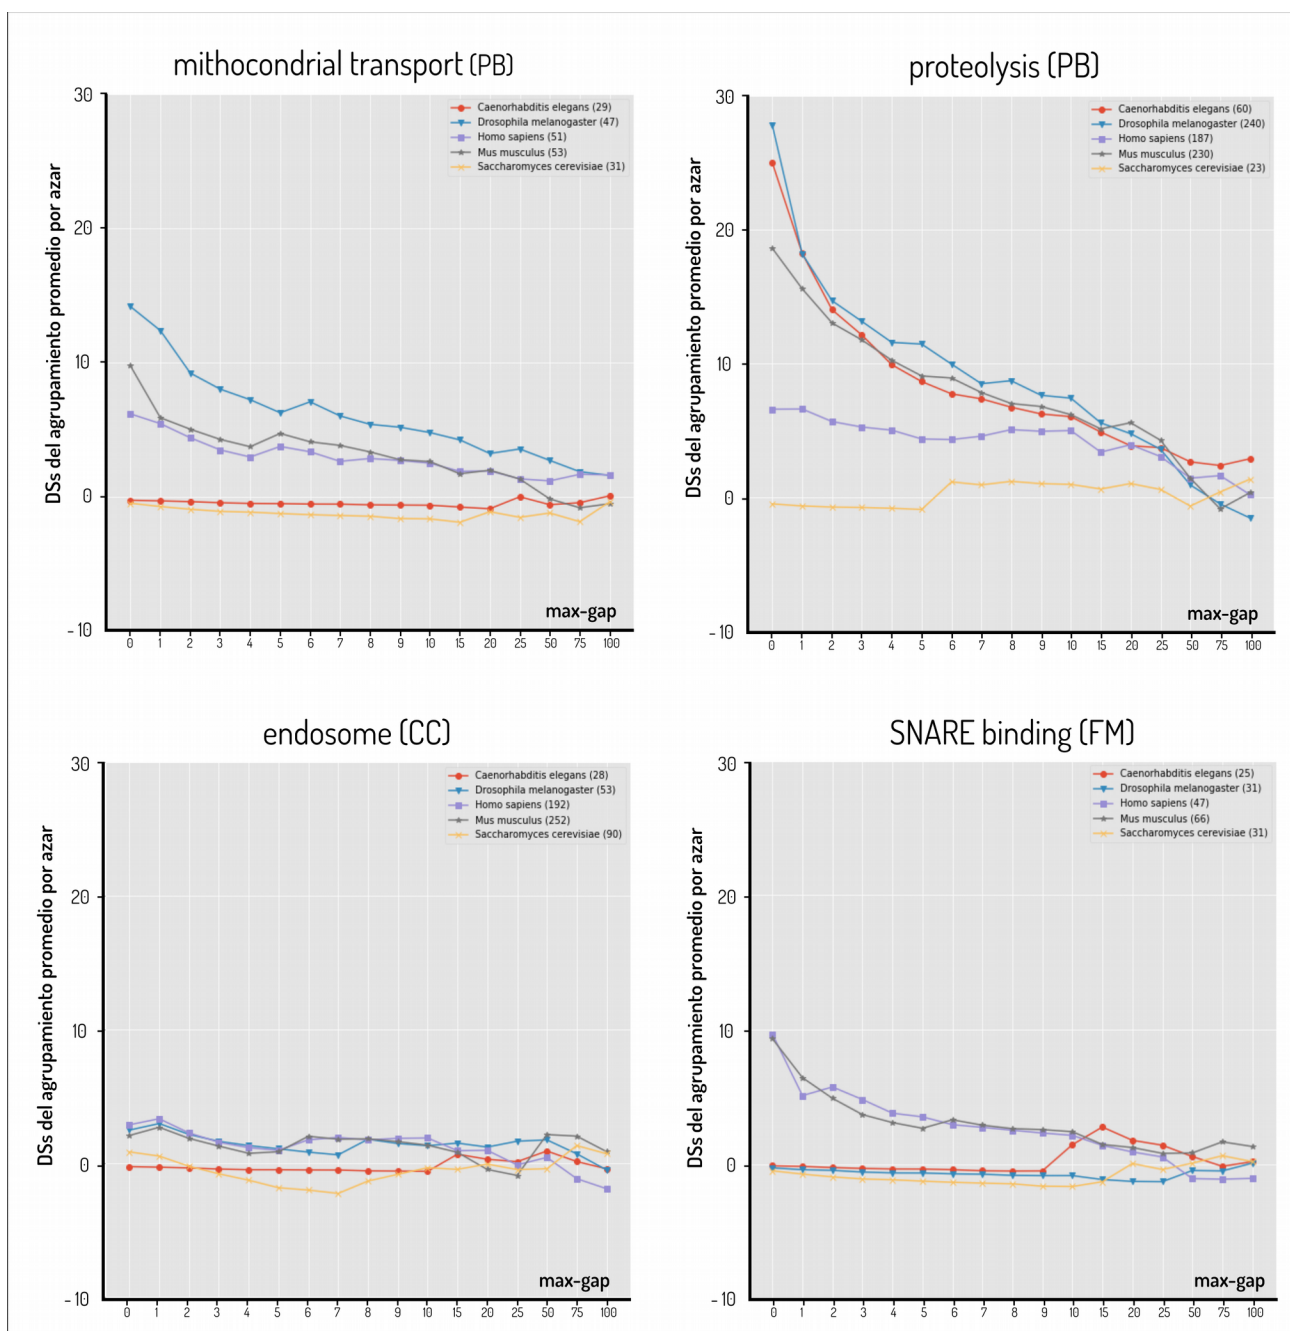 mithocondrial transport (PB)
30
20
10
0
-10
DSs del agrupamiento promedio por azar
Caenorhabditis elegans (29)
Drosophila melanogaster (47)
Homo sapiens (51)
Mus musculus (53)
Saccharomyces cerevisiae (31)
max-gap
0 1 2 3 4 5 6 7 8 9 10 15 20 25 50 75 100
proteolysis (PB)
30
20
10
0
-10
DSs del agrupamiento promedio por azar
Caenorhabditis elegans (60)
Drosophila melanogaster (240)
Homo sapiens (187)
Mus musculus (230)
Saccharomyces cerevisiae (23)
max-gap
0 1 2 3 4 5 6 7 8 9 10 15 20 25 50 75 100
endosome (CC)
30
20
10
0
-10
DSs del agrupamiento promedio por azar
Caenorhabditis elegans (28)
Drosophila melanogaster (53)
Homo sapiens (192)
Mus musculus (252)
Saccharomyces cerevisiae (90)
max-gap
0 1 2 3 4 5 6 7 8 9 10 15 20 25 50 75 100
SNARE binding (FM)
30
20
10
0
-10
DSs del agrupamiento promedio por azar
Caenorhabditis elegans (25)
Drosophila melanogaster (31)
Homo sapiens (47)
Mus musculus (66)
Saccharomyces cerevisiae (31)
max-gap
0 1 2 3 4 5 6 7 8 9 10 15 20 25 50 75 100